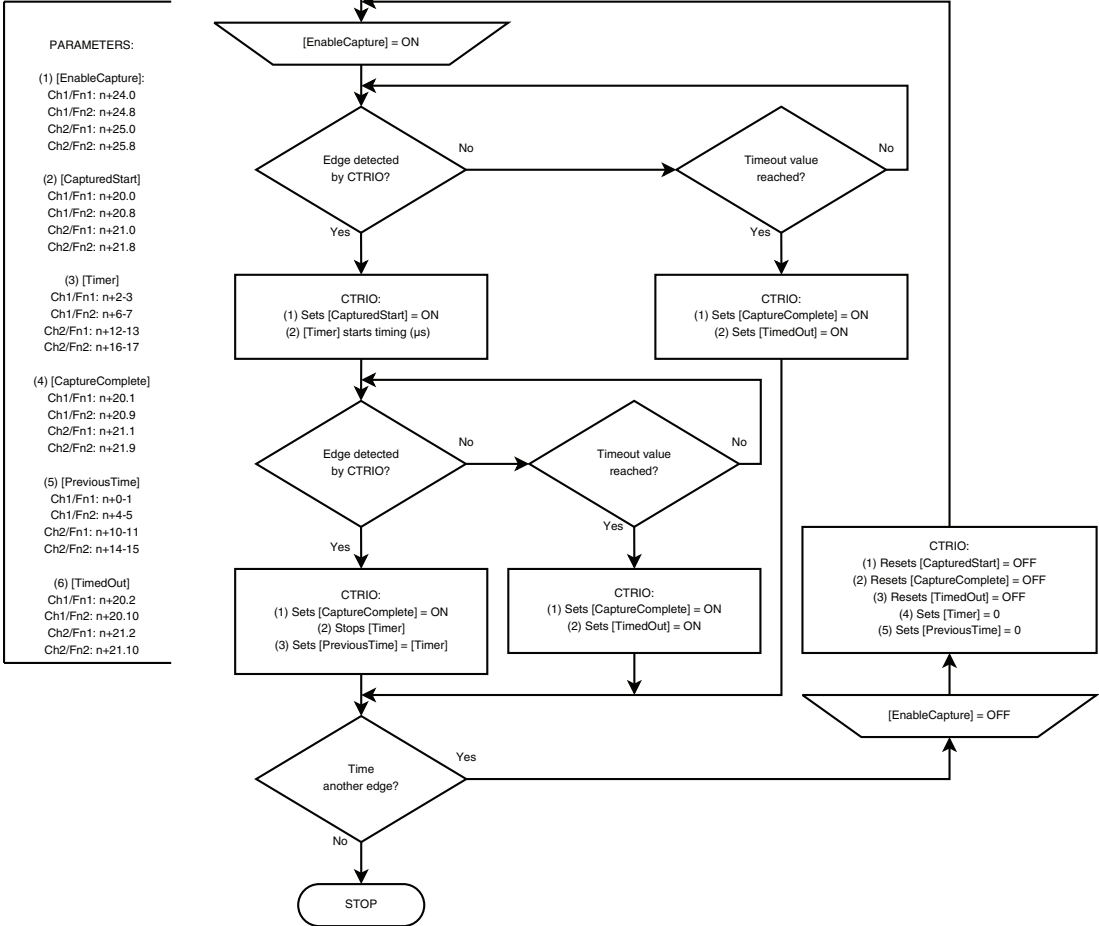 PARAMETERS:
(1) [EnableCapture]:
Ch1/Fn1: n+24.0
Ch1/Fn2: n+24.8
Ch2/Fn1: n+25.0
Ch2/Fn2: n+25.8
(2) [CapturedStart]
Ch1/Fn1: n+20.0
Ch1/Fn2: n+20.8
Ch2/Fn1: n+21.0
Ch2/Fn2: n+21.8
(3) [Timer]
Ch1/Fn1: n+2-3
Ch1/Fn2: n+6-7
Ch2/Fn1: n+12-13
Ch2/Fn2: n+16-17
(4) [CaptureComplete]
Ch1/Fn1: n+20.1
Ch1/Fn2: n+20.9
Ch2/Fn1: n+21.1
Ch2/Fn2: n+21.9
(5) [PreviousTime]
Ch1/Fn1: n+0-1
Ch1/Fn2: n+4-5
Ch2/Fn1: n+10-11
Ch2/Fn2: n+14-15
(6) [TimedOut]
Ch1/Fn1: n+20.2
Ch1/Fn2: n+20.10
Ch2/Fn1: n+21.2
Ch2/Fn2: n+21.10
[EnableCapture] = ON
Edge detected
by CTRIO?
No
Yes
Timeout value
reached?
No
Yes
CTRIO:
(1) Sets [CapturedStart] = ON
(2) [Timer] starts timing (µs)
CTRIO:
(1) Sets [CaptureComplete] = ON
(2) Sets [TimedOut] = ON
Edge detected
by CTRIO?
No
Yes
Timeout value
reached?
No
Yes
CTRIO:
(1) Sets [CaptureComplete] = ON
(2) Stops [Timer]
(3) Sets [PreviousTime] = [Timer]
CTRIO:
(1) Sets [CaptureComplete] = ON
(2) Sets [TimedOut] = ON
CTRIO:
(1) Resets [CapturedStart] = OFF
(2) Resets [CaptureComplete] = OFF
(3) Resets [TimedOut] = OFF
(4) Sets [Timer] = 0
(5) Sets [PreviousTime] = 0
[EnableCapture] = OFF
Time
another edge?
Yes
No
STOP